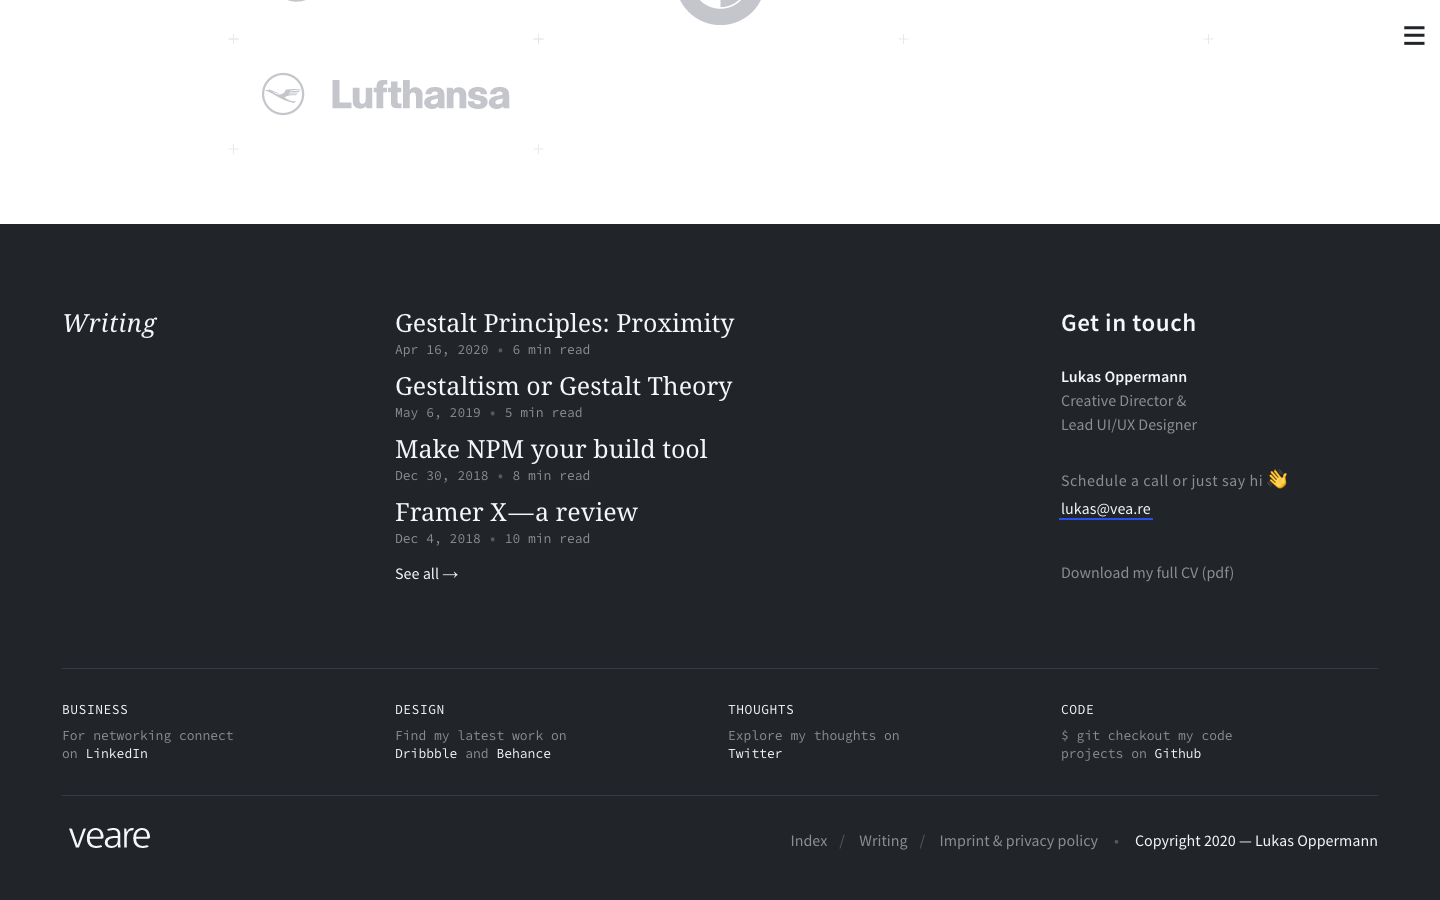 Lufthansa
Writing
Gestalt Principles: Proximity
Apr 16, 2020 • 6 min read
Gestaltism or Gestalt Theory
May 6, 2019 • 5 min read
Make NPM your build tool
Dec 30, 2018 • 8 min read
Framer X—a review
Dec 4, 2018 • 10 min read
See all →
Get in touch
Lukas Oppermann
Creative Director &
Lead UI/UX Designer
Schedule a call or just say hi 👋
lukas@vea.re
Download my full CV (pdf)
BUSINESS
For networking connect
on LinkedIn
DESIGN
Find my latest work on
Dribbble and Behance
THOUGHTS
Explore my thoughts on
Twitter
CODE
$ git checkout my code
projects on Github
veare
Index / Writing / Imprint & privacy policy • Copyright 2020 — Lukas Oppermann